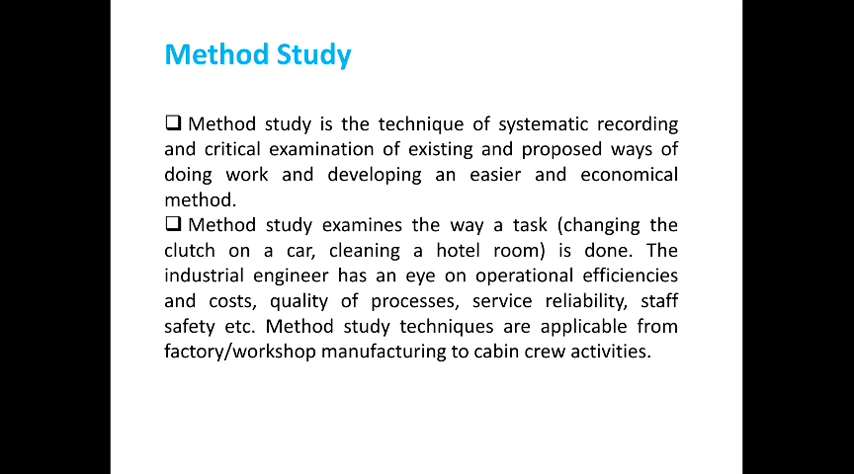 Method Study
❑ Method study is the technique of systematic recording
and critical examination of existing and proposed ways of
doing work and developing an easier and economical
method.
❑ Method study examines the way a task (changing the
clutch on a car, cleaning a hotel room) is done. The
industrial engineer has an eye on operational efficiencies
and costs, quality of processes, service reliability, staff
safety etc. Method study techniques are applicable from
factory/workshop manufacturing to cabin crew activities.